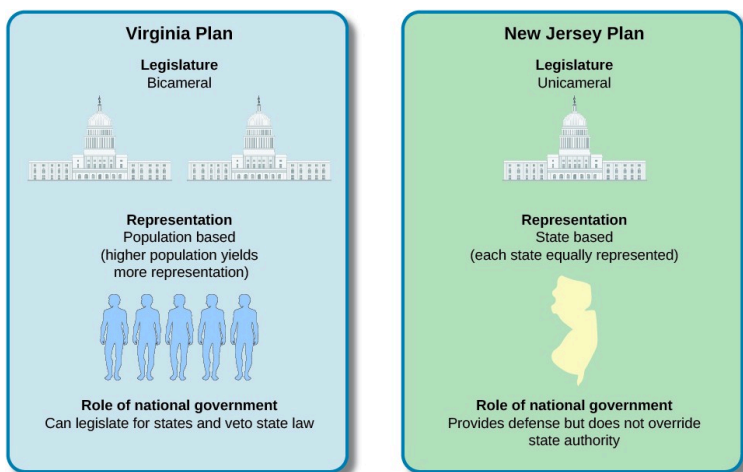 Virginia Plan
Legislature
Bicameral
Representation
Population based
(higher population yields
more representation)
Role of national government
Can legislate for states and veto state law
New Jersey Plan
Legislature
Unicameral
Representation
State based
(each state equally represented)
Role of national government
Provides defense but does not override
state authority